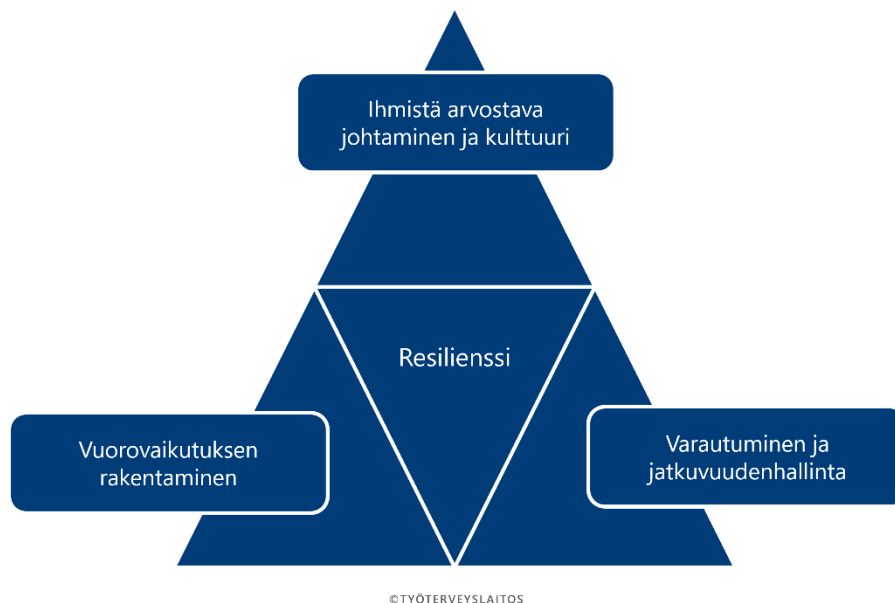 Ihmistä arvostava
johtaminen ja kulttuuri
Resilienssi
Vuorovaikutuksen
rakentaminen
Varautuminen ja
jatkuvuudenhallinta
©TYÖTERVEYSLAITOS